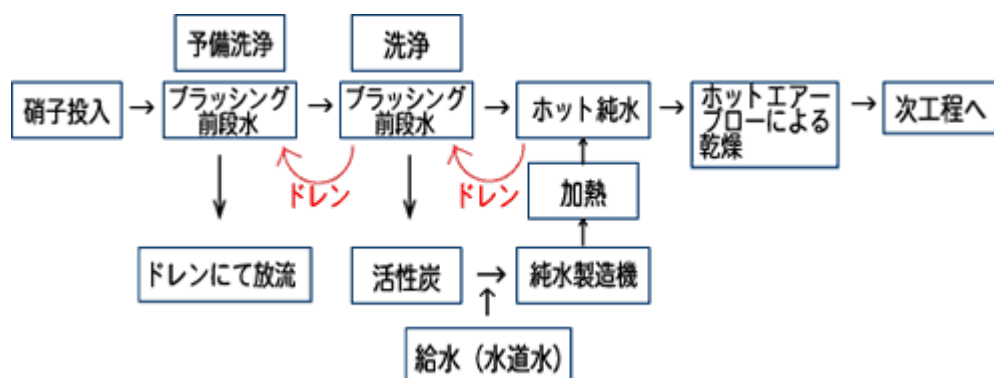 予備洗浄
洗浄
硝子投入
ブラッシング
前段水
ブラッシング
前段水
ホット純水
ホットエアー
ブローによる
乾燥
次工程へ
ドレン
ドレン
加熱
ドレンにて放流
活性炭
純水製造機
給水（水道水）